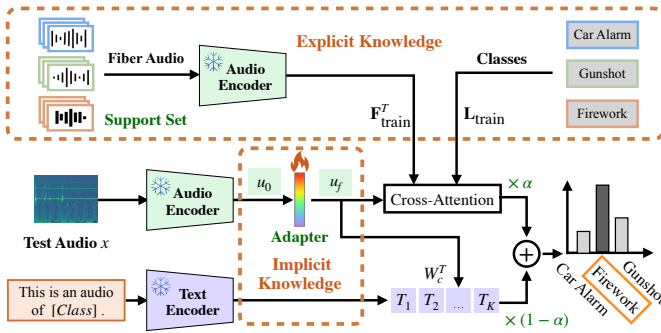 Explicit Knowledge
Fiber Audio
Audio
Encoder
Support Set
Classes
Car Alarm
Gunshot
Firework
F^T_train
L_train
Test Audio x
Audio
Encoder
u_0
Adapter
u_f
Cross-Attention
× α
Implicit
Knowledge
This is an audio
of [Class] .
Text
Encoder
W_c^T
T_1 T_2 ... T_K
× (1 − α)
+
Car Alarm
Firework
Gunshot